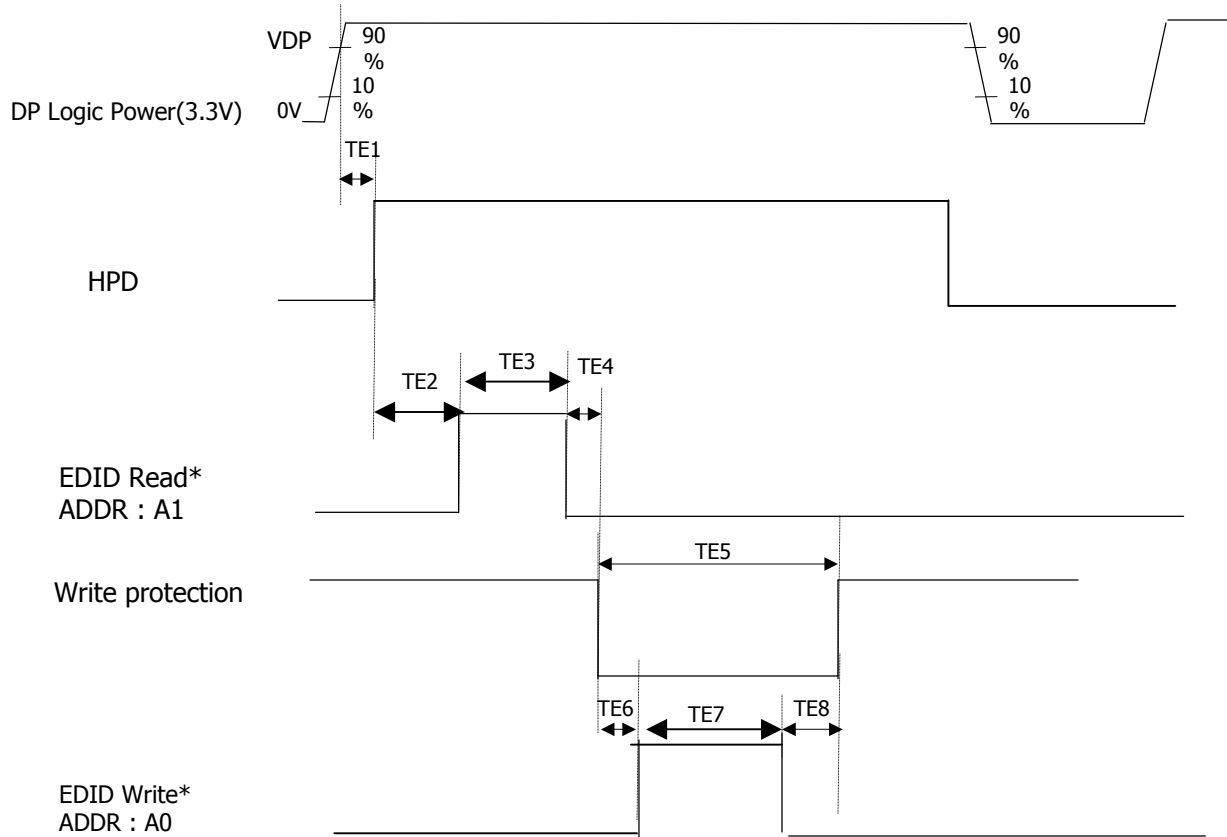 VDP
90
%
10
%
DP Logic Power(3.3V)
0V
90
%
10
%
TE1
HPD
TE2
TE3
TE4
EDID Read*
ADDR : A1
TE5
Write protection
TE6
TE7
TE8
EDID Write*
ADDR : A0